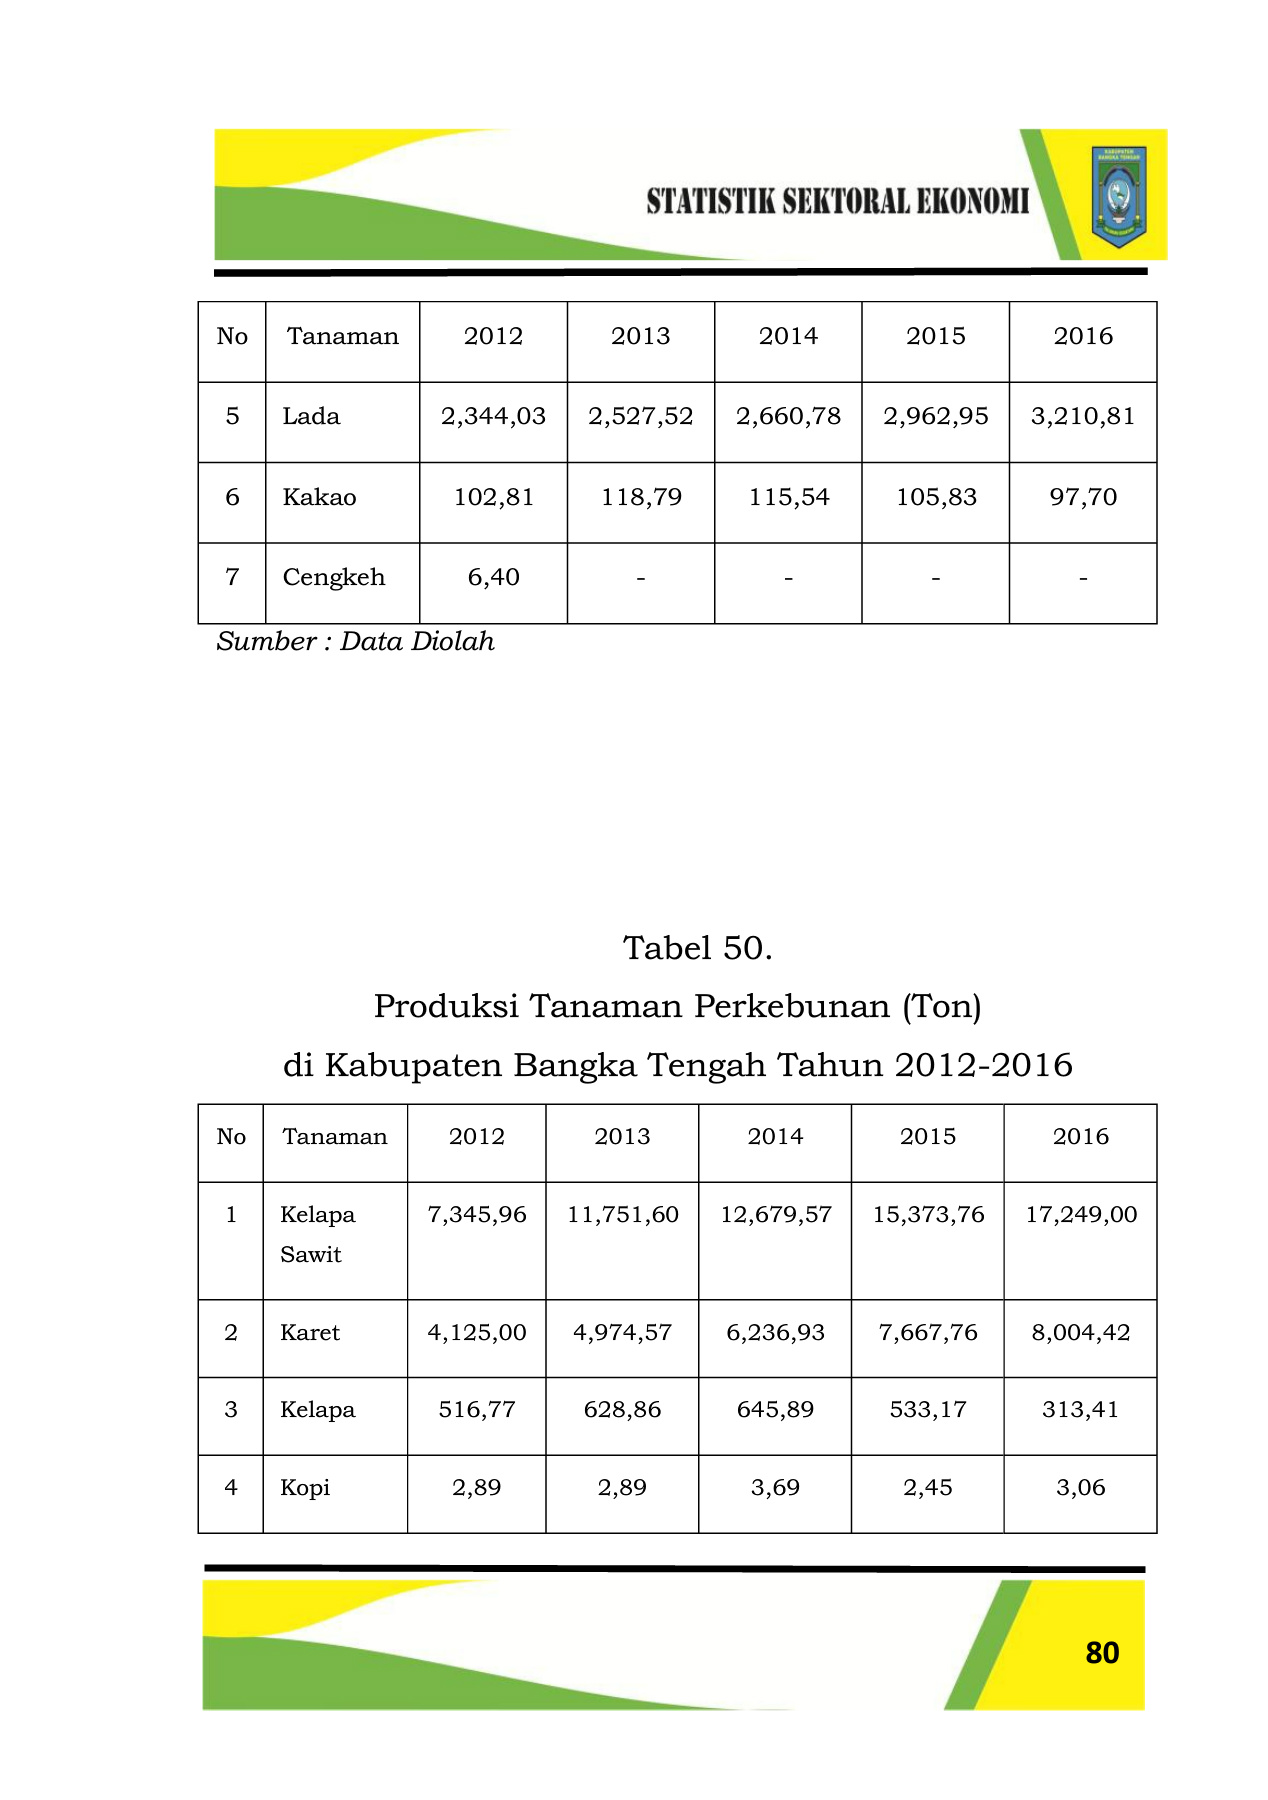 STATISTIK SEKTORAL EKONOMI
KABUPATEN
BANGKA TENGAH
No Tanaman 2012 2013 2014 2015 2016
5 Lada 2,344,03 2,527,52 2,660,78 2,962,95 3,210,81
6 Kakao 102,81 118,79 115,54 105,83 97,70
7 Cengkeh 6,40 - - - -
Sumber : Data Diolah
Tabel 50.
Produksi Tanaman Perkebunan (Ton)
di Kabupaten Bangka Tengah Tahun 2012-2016
No Tanaman 2012 2013 2014 2015 2016
1 Kelapa 7,345,96 11,751,60 12,679,57 15,373,76 17,249,00
Sawit
2 Karet 4,125,00 4,974,57 6,236,93 7,667,76 8,004,42
3 Kelapa 516,77 628,86 645,89 533,17 313,41
4 Kopi 2,89 2,89 3,69 2,45 3,06
80